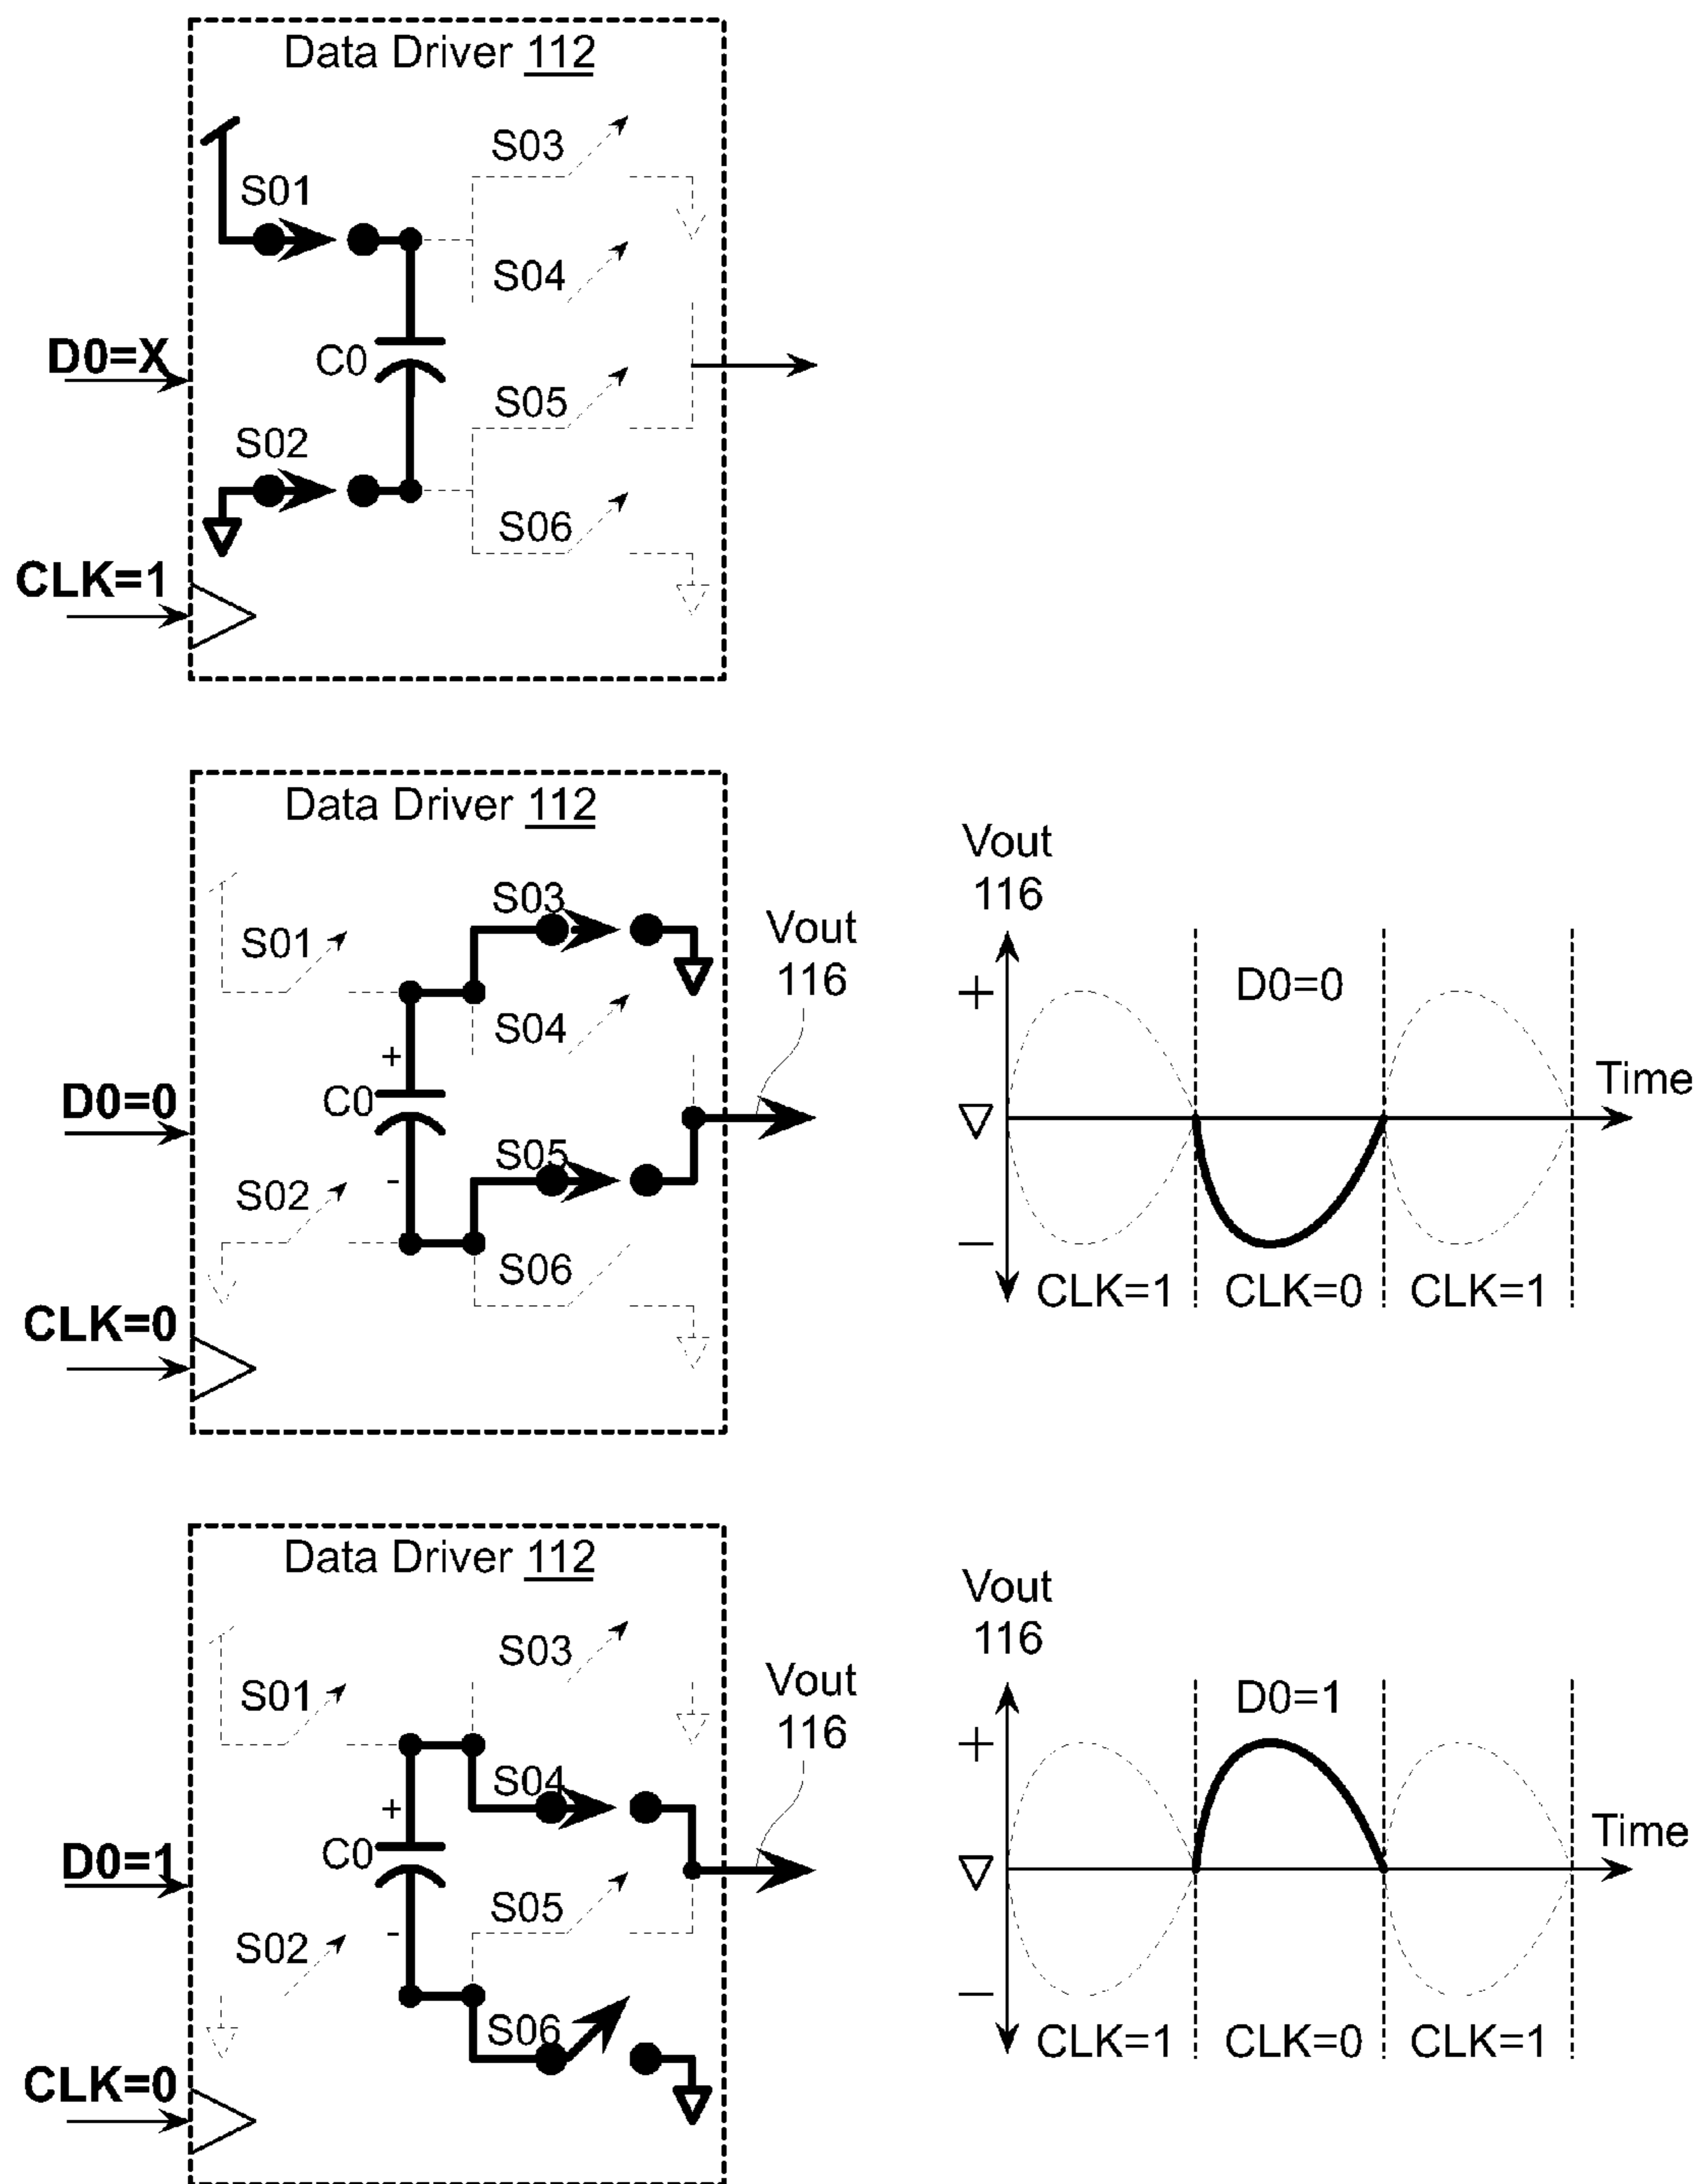 Data Driver 112
S03
S01
S04
D0=X
C0
S05
S02
S06
CLK=1
Data Driver 112
Vout
116
S03
Vout
116
S01
D0=0
+
S04
+
Time
C0
D0=0
S05
-
S02
−
S06
CLK=1
CLK=0
CLK=1
CLK=0
Data Driver 112
Vout
116
S03
Vout
116
S01
D0=1
+
S04
+
Time
C0
D0=1
S05
-
S02
−
S06
CLK=1
CLK=0
CLK=1
CLK=0